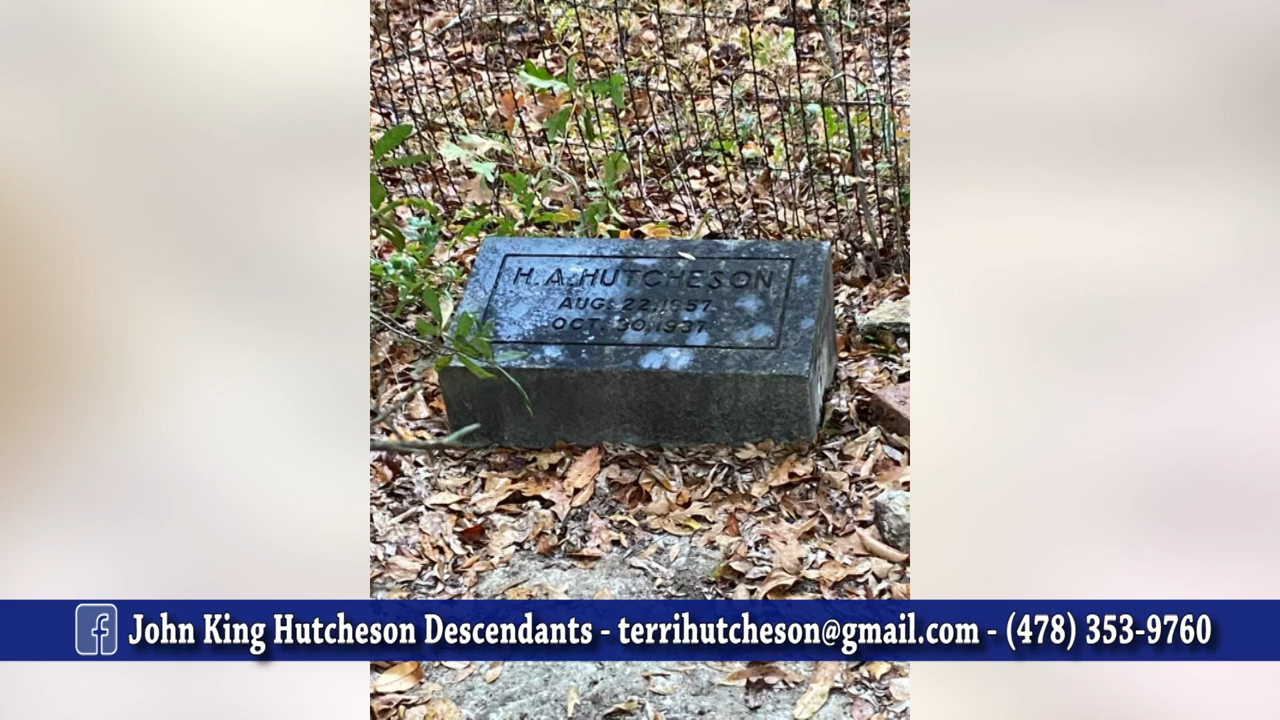 H. A. HUTCHESON
AUG. 22, 1857
OCT. 30, 1937
John King Hutcheson Descendants - terrihutcheson@gmail.com - (478) 353-9760